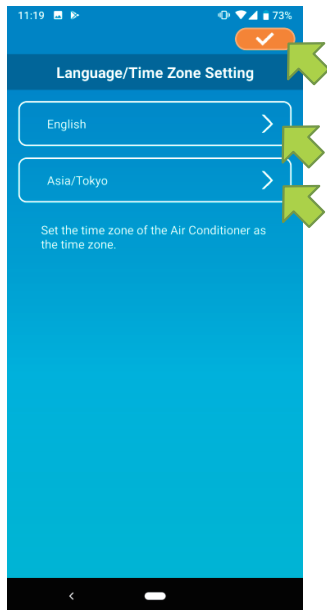 11:19 73%
Language/Time Zone Setting
English
Asia/Tokyo
Set the time zone of the Air Conditioner as
the time zone.